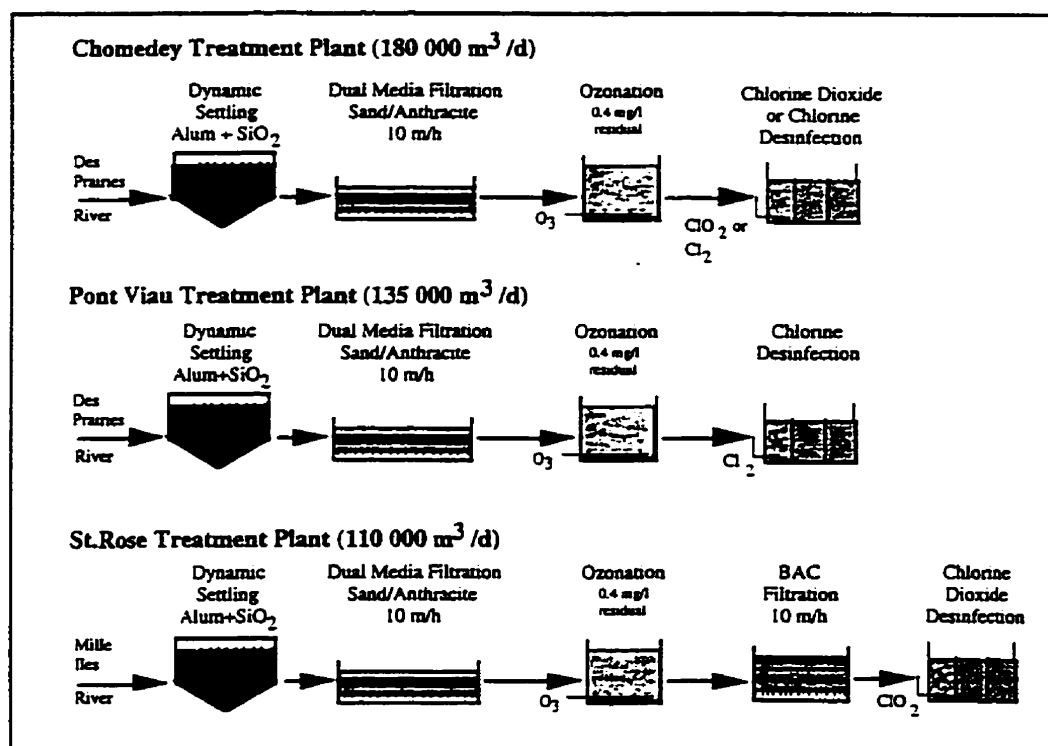 Chomedey Treatment Plant (180 000 m³ /d)
Dynamic
Settling
Alum + SiO₂
Dual Media Filtration
Sand/Anthracite
10 m/h
Ozonation
0.4 mg/l
residual
Chlorine Dioxide
or Chlorine
Desinfection
Des
Prairies
River
O₃
ClO₂ or
Cl₂
Pont Viau Treatment Plant (135 000 m³ /d)
Dynamic
Settling
Alum+SiO₂
Dual Media Filtration
Sand/Anthracite
10 m/h
Ozonation
0.4 mg/l
residual
Chlorine
Desinfection
Des
Prairies
River
O₃
Cl₂
St.Rose Treatment Plant (110 000 m³ /d)
Dynamic
Settling
Alum+SiO₂
Dual Media Filtration
Sand/Anthracite
10 m/h
Ozonation
0.4 mg/l
residual
BAC
Filtration
10 m/h
Chlorine
Dioxide
Desinfection
Mille
Iles
River
O₃
ClO₂